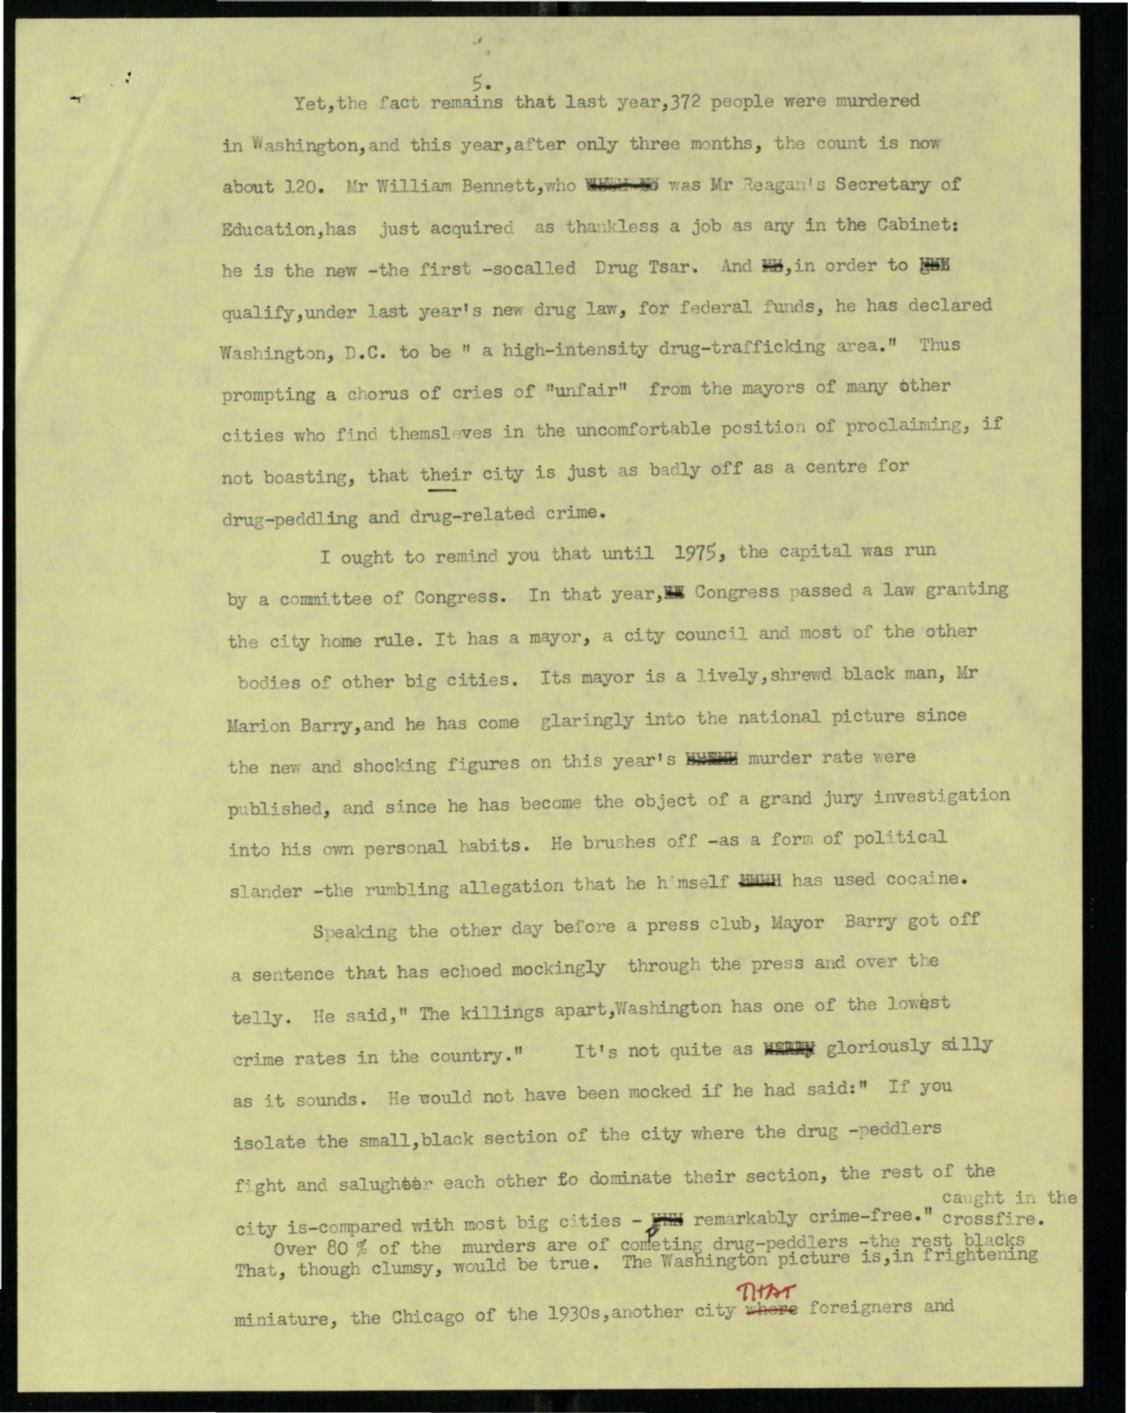 5.
Yet,the fact remains that last year,372 people were murdered
in Washington,and this year,after only three months, the count is now
about 120. Mr William Bennett,who was Mr Reagan's Secretary of
Education,has just acquired as thankless a job as any in the Cabinet:
he is the new -the first -socalled Drug Tsar. And ,in order to
qualify,under last year's new drug law, for federal funds, he has declared
Washington, D.C. to be " a high-intensity drug-trafficking area." Thus
prompting a chorus of cries of "unfair" from the mayors of many other
cities who find themsleves in the uncomfortable position of proclaiming, if
not boasting, that their city is just as badly off as a centre for
drug-peddling and drug-related crime.
I ought to remind you that until 1975, the capital was run
by a committee of Congress. In that year, Congress passed a law granting
the city home rule. It has a mayor, a city council and most of the other
bodies of other big cities. Its mayor is a lively,shrewd black man, Mr
Marion Barry,and he has come glaringly into the national picture since
the new and shocking figures on this year's murder rate were
published, and since he has become the object of a grand jury investigation
into his own personal habits. He brushes off -as a form of political
slander -the rumbling allegation that he himself has used cocaine.
Speaking the other day before a press club, Mayor Barry got off
a sentence that has echoed mockingly through the press and over the
telly. He said," The killings apart,Washington has one of the lowest
crime rates in the country." It's not quite as gloriously silly
as it sounds. He would not have been mocked if he had said:" If you
isolate the small,black section of the city where the drug -peddlers
fight and salughter each other to dominate their section, the rest of the
city is-compared with most big cities - remarkably crime-free."
Over 80 % of the murders are of competing drug-peddlers -the rest blacks caught in the crossfire.
That, though clumsy, would be true. The Washington picture is,in frightening
miniature, the Chicago of the 1930s,another city where THAT foreigners and